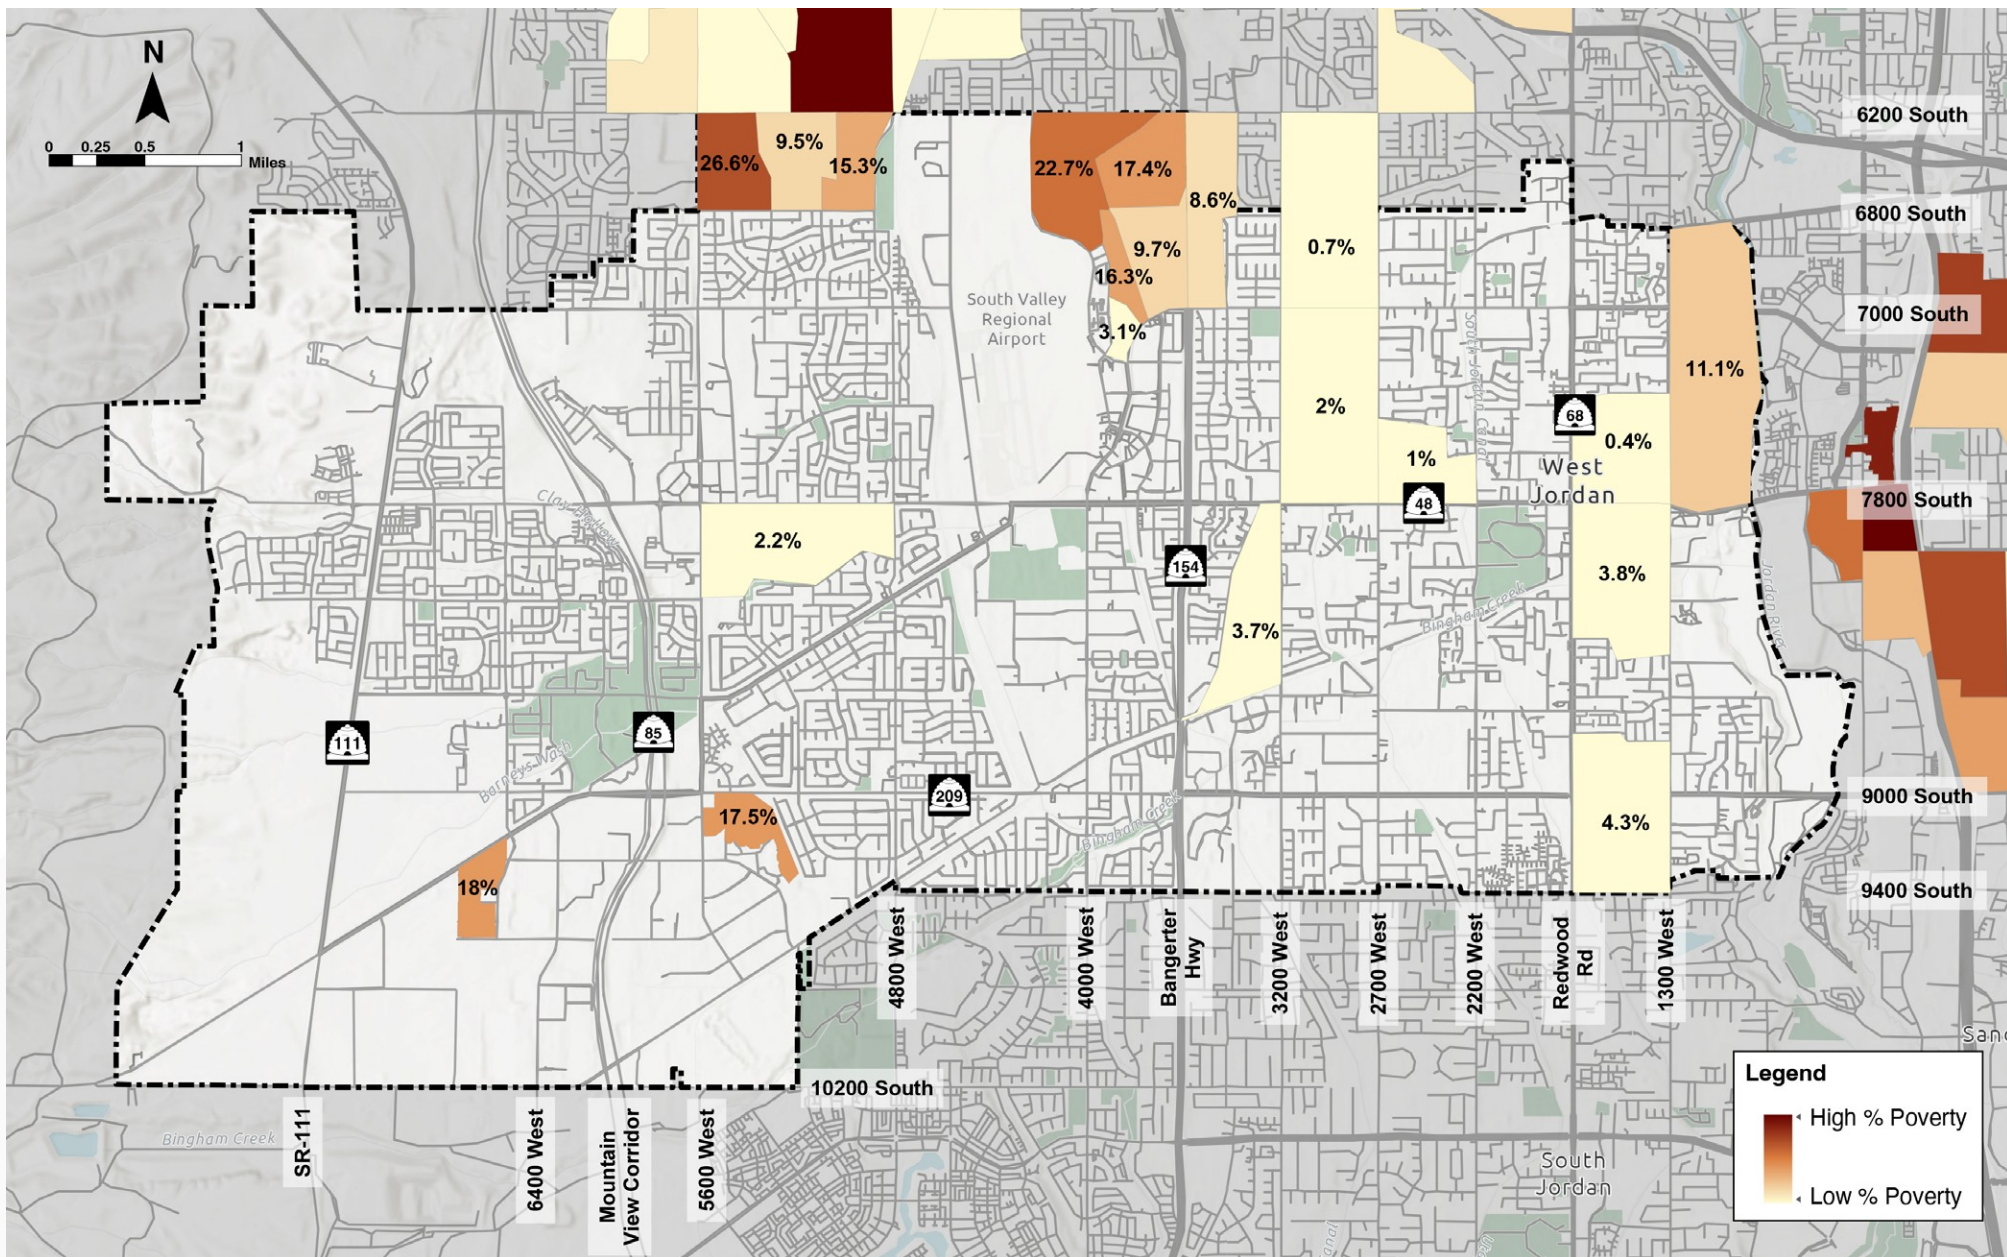 N
0 0.25 0.5 1
Miles
6200 South
26.6%
9.5%
15.3%
22.7%
17.4%
8.6%
6800 South
9.7%
0.7%
16.3%
South Valley
Regional
Airport
3.1%
7000 South
11.1%
2%
South Jordan Canal
68
0.4%
1%
West
Jordan
48
7800 South
Clay Hollow
2.2%
154
3.8%
Bingham Creek
Jordan River
3.7%
111
85
Barneys Wash
209
9000 South
17.5%
Bingham Creek
4.3%
18%
9400 South
4800 West
4000 West
Bangerter
Hwy
3200 West
2700 West
2200 West
Redwood
Rd
1300 West
10200 South
Bingham Creek
SR-111
6400 West
Mountain
View Corridor
5600 West
South
Jordan
Legend
High % Poverty
Low % Poverty